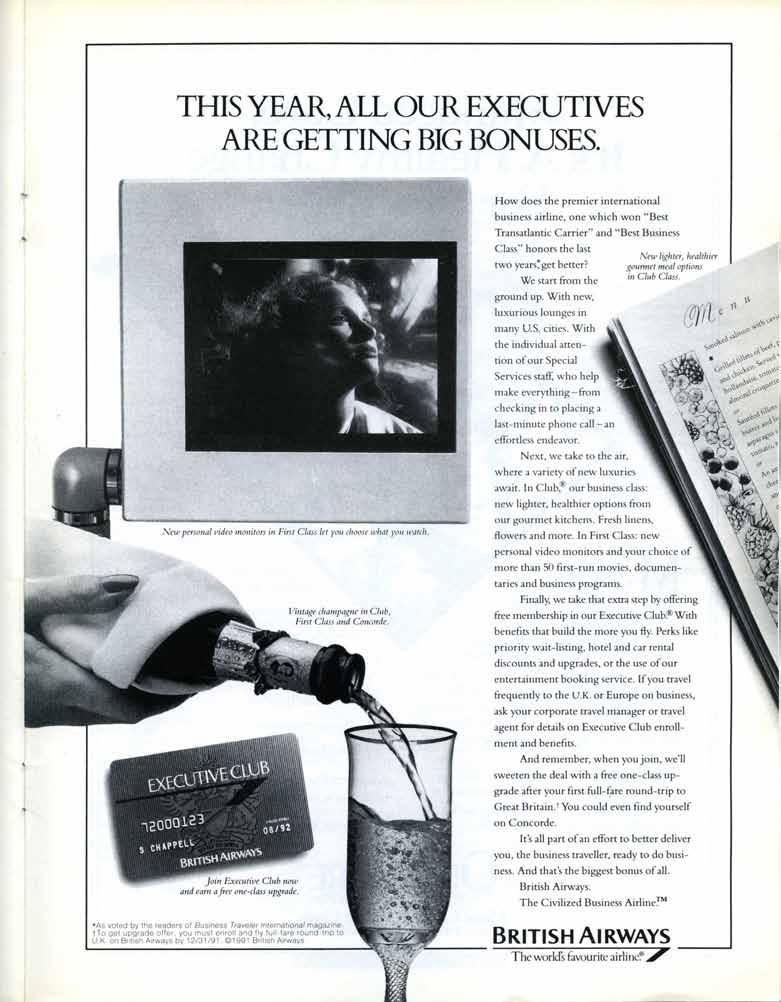 THIS YEAR, ALL OUR EXECUTIVES
ARE GETTING BIG BONUSES.
How does the premier international
business airline, one which won "Best
Transatlantic Carrier" and "Best Business
Class" honors the last
two years,* get better?
We start from the
ground up. With new,
luxurious lounges in
many U.S. cities. With
the individual atten-
tion of our Special
Services staff, who help
make everything – from
checking in to placing a
last-minute phone call – an
effortless endeavor.
Next, we take to the air,
where a variety of new luxuries
await. In Club,® our business class:
new lighter, healthier options from
our gourmet kitchens. Fresh linens,
flowers and more. In First Class: new
personal video monitors and your choice of
more than 50 first-run movies, documen-
taries and business programs.
Finally, we take that extra step by offering
free membership in our Executive Club.® With
benefits that build the more you fly. Perks like
priority wait-listing, hotel and car rental
discounts and upgrades, or the use of our
entertainment booking service. If you travel
frequently to the U.K. or Europe on business,
ask your corporate travel manager or travel
agent for details on Executive Club enroll-
ment and benefits.
And remember, when you join, we'll
sweeten the deal with a free one-class up-
grade after your first full-fare round-trip to
Great Britain.† You could even find yourself
on Concorde.
It's all part of an effort to better deliver
you, the business traveller, ready to do busi-
ness. And that's the biggest bonus of all.
British Airways.
The Civilized Business Airline.™
New lighter, healthier
gourmet meal options
in Club Class.
Menu
Smoked salmon with
Grilled fillets of beef,
and chicken. Served
hollandaise,
almond
or
New personal video monitors in First Class let you choose what you watch.
Vintage champagne in Club,
First Class and Concorde.
EXECUTIVE CLUB
72000123
08/92
S CHAPPELL
BRITISH AIRWAYS
Join Executive Club now
and earn a free one-class upgrade.
*As voted by the readers of Business Traveler International magazine.
†To get upgrade offer, you must enroll and fly full-fare round-trip to
U.K. on British Airways by 12/31/91. ©1991 British Airways
BRITISH AIRWAYS
The world's favourite airline.®